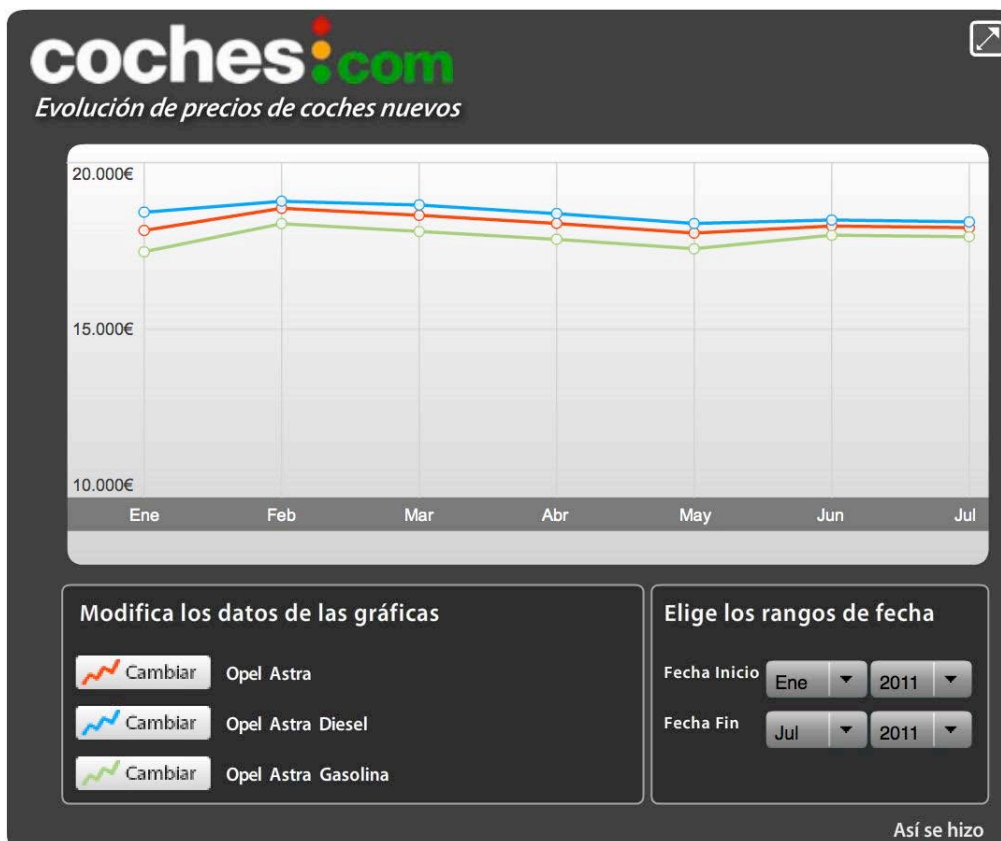 coches:com
Evolución de precios de coches nuevos
20.000€
15.000€
10.000€
Ene Feb Mar Abr May Jun Jul
Modifica los datos de las gráficas
Cambiar Opel Astra
Cambiar Opel Astra Diesel
Cambiar Opel Astra Gasolina
Elige los rangos de fecha
Fecha Inicio Ene 2011
Fecha Fin Jul 2011
Así se hizo